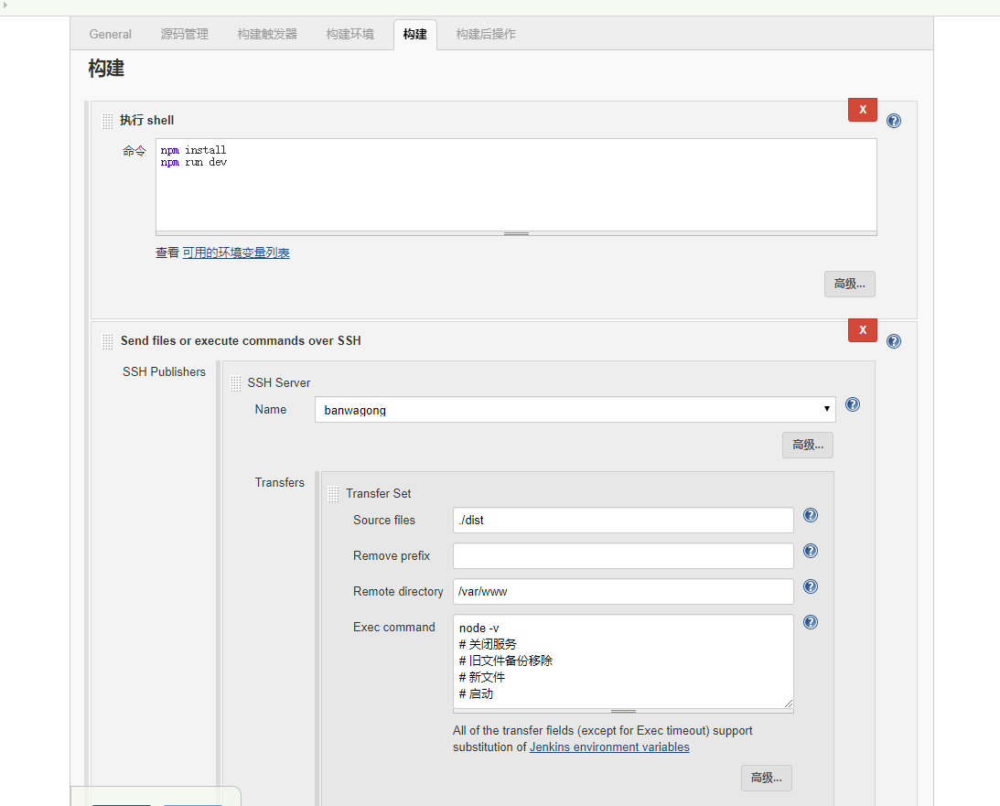 General 源码管理 构建触发器 构建环境 构建 构建后操作
构建
执行 shell
X
命令
npm install
npm run dev
查看 可用的环境变量列表
高级...
Send files or execute commands over SSH
X
SSH Publishers
SSH Server
Name banwagong
高级...
Transfers
Transfer Set
Source files ./dist
Remove prefix
Remote directory /var/www
Exec command
node -v
# 关闭服务
# 旧文件备份移除
# 新文件
# 启动
All of the transfer fields (except for Exec timeout) support
substitution of Jenkins environment variables
高级...